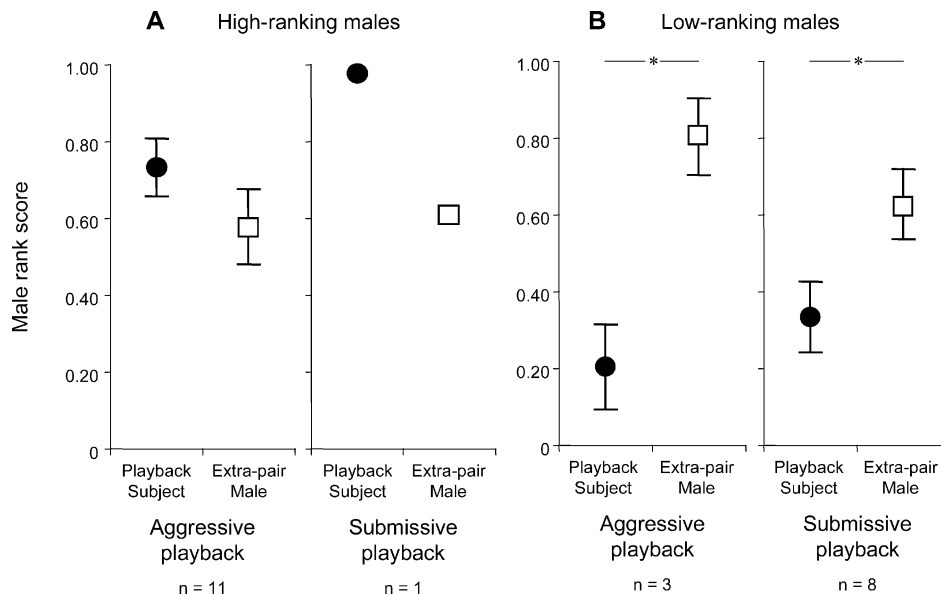 A High-ranking males
B Low-ranking males
Male rank score
1.00
0.80
0.60
0.40
0.20
0
Playback
Subject
Extra-pair
Male
Aggressive
playback
n = 11
Playback
Subject
Extra-pair
Male
Submissive
playback
n = 1
*
1.00
0.80
0.60
0.40
0.20
0
Playback
Subject
Extra-pair
Male
Aggressive
playback
n = 3
*
Playback
Subject
Extra-pair
Male
Submissive
playback
n = 8